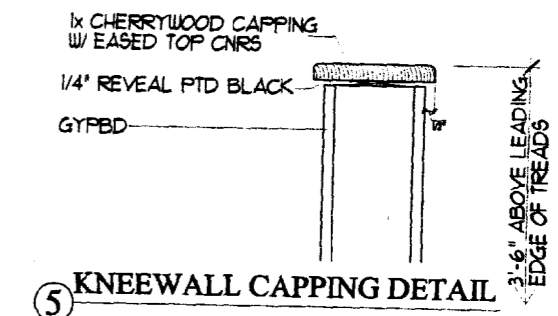 1x CHERRYWOOD CAPPING
W/ EASED TOP CNRS
1/4" REVEAL PTD BLACK
GYPBD
3'-6" ABOVE LEADING
EDGE OF TREADS
5 KNEEWALL CAPPING DETAIL